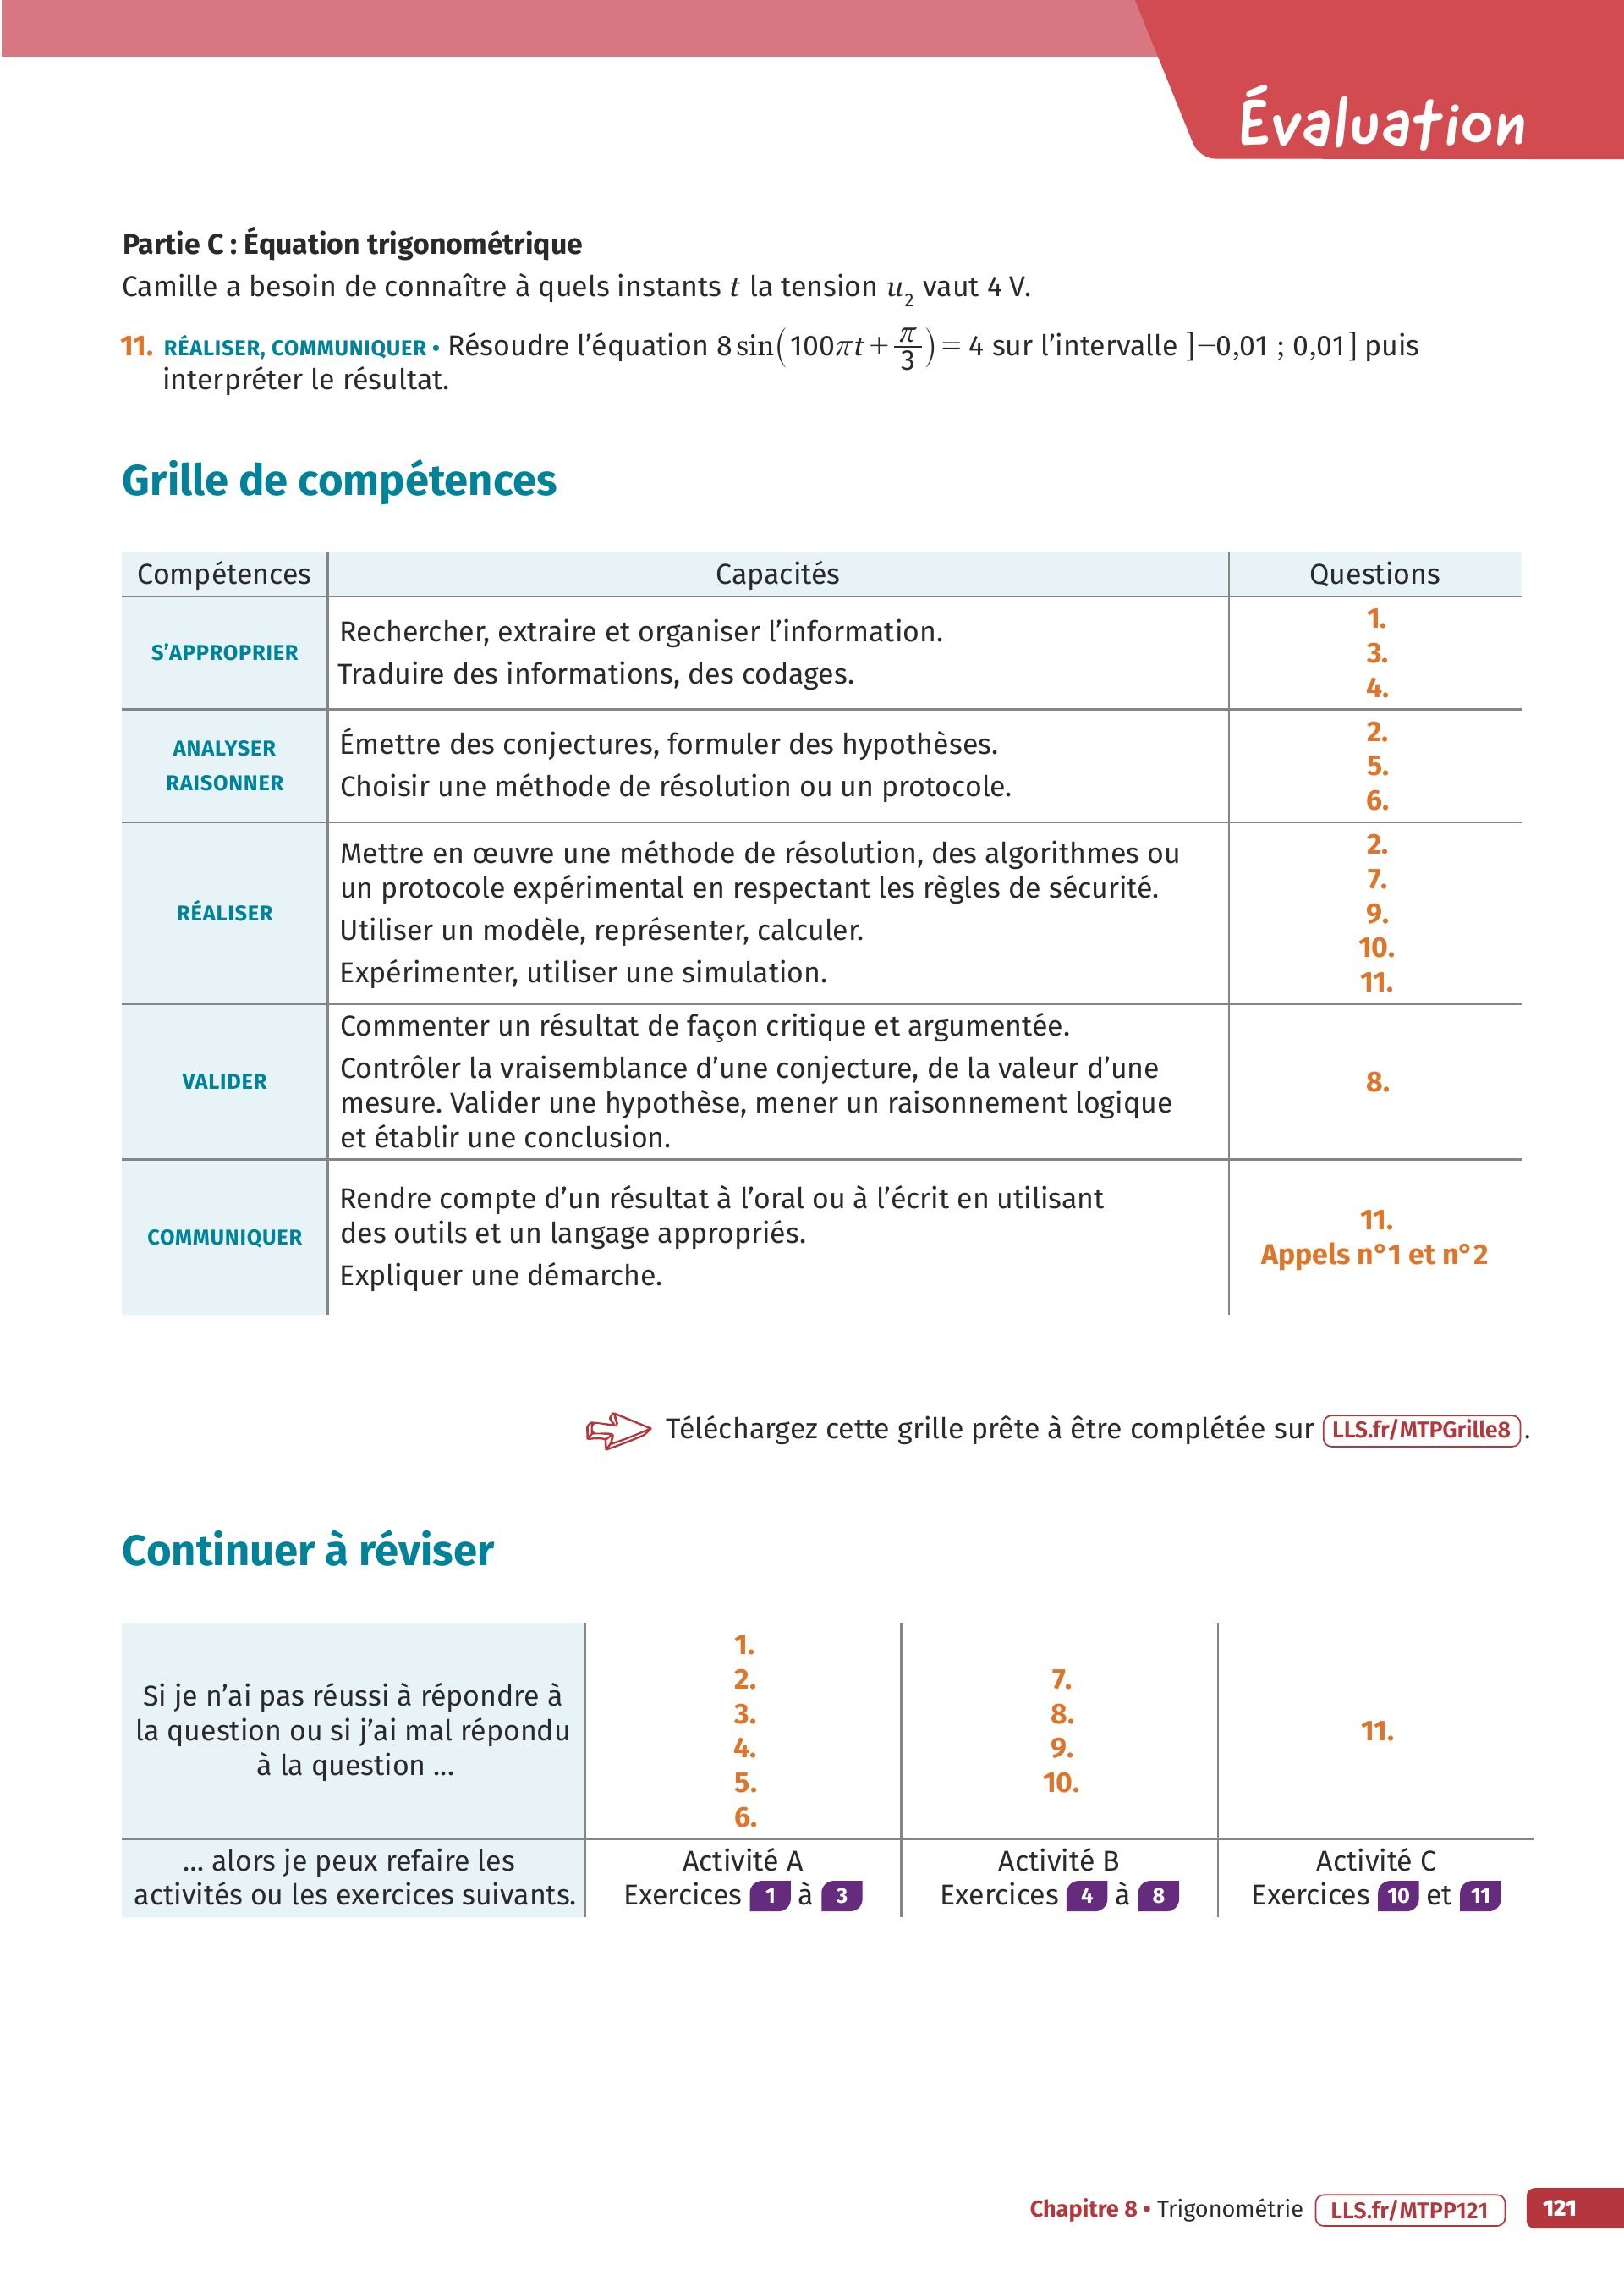 Évaluation
Partie C : Équation trigonométrique
Camille a besoin de connaître à quels instants t la tension u₂ vaut 4 V.
11. RÉALISER, COMMUNIQUER • Résoudre l’équation 8 sin(100πt + π/3) = 4 sur l’intervalle ]−0,01 ; 0,01] puis
interpréter le résultat.
Grille de compétences
Compétences
Capacités
Questions
S’APPROPRIER
Rechercher, extraire et organiser l’information.
Traduire des informations, des codages.
1.
3.
4.
ANALYSER
RAISONNER
Émettre des conjectures, formuler des hypothèses.
Choisir une méthode de résolution ou un protocole.
2.
5.
6.
RÉALISER
Mettre en œuvre une méthode de résolution, des algorithmes ou
un protocole expérimental en respectant les règles de sécurité.
Utiliser un modèle, représenter, calculer.
Expérimenter, utiliser une simulation.
2.
7.
9.
10.
11.
VALIDER
Commenter un résultat de façon critique et argumentée.
Contrôler la vraisemblance d’une conjecture, de la valeur d’une
mesure. Valider une hypothèse, mener un raisonnement logique
et établir une conclusion.
8.
COMMUNIQUER
Rendre compte d’un résultat à l’oral ou à l’écrit en utilisant
des outils et un langage appropriés.
Expliquer une démarche.
11.
Appels n°1 et n°2
Téléchargez cette grille prête à être complétée sur LLS.fr/MTPGrille8 .
Continuer à réviser
Si je n’ai pas réussi à répondre à
la question ou si j’ai mal répondu
à la question ...
1.
2.
3.
4.
5.
6.
7.
8.
9.
10.
11.
... alors je peux refaire les
activités ou les exercices suivants.
Activité A
Exercices 1 à 3
Activité B
Exercices 4 à 8
Activité C
Exercices 10 et 11
Chapitre 8 • Trigonométrie LLS.fr/MTPP121 121